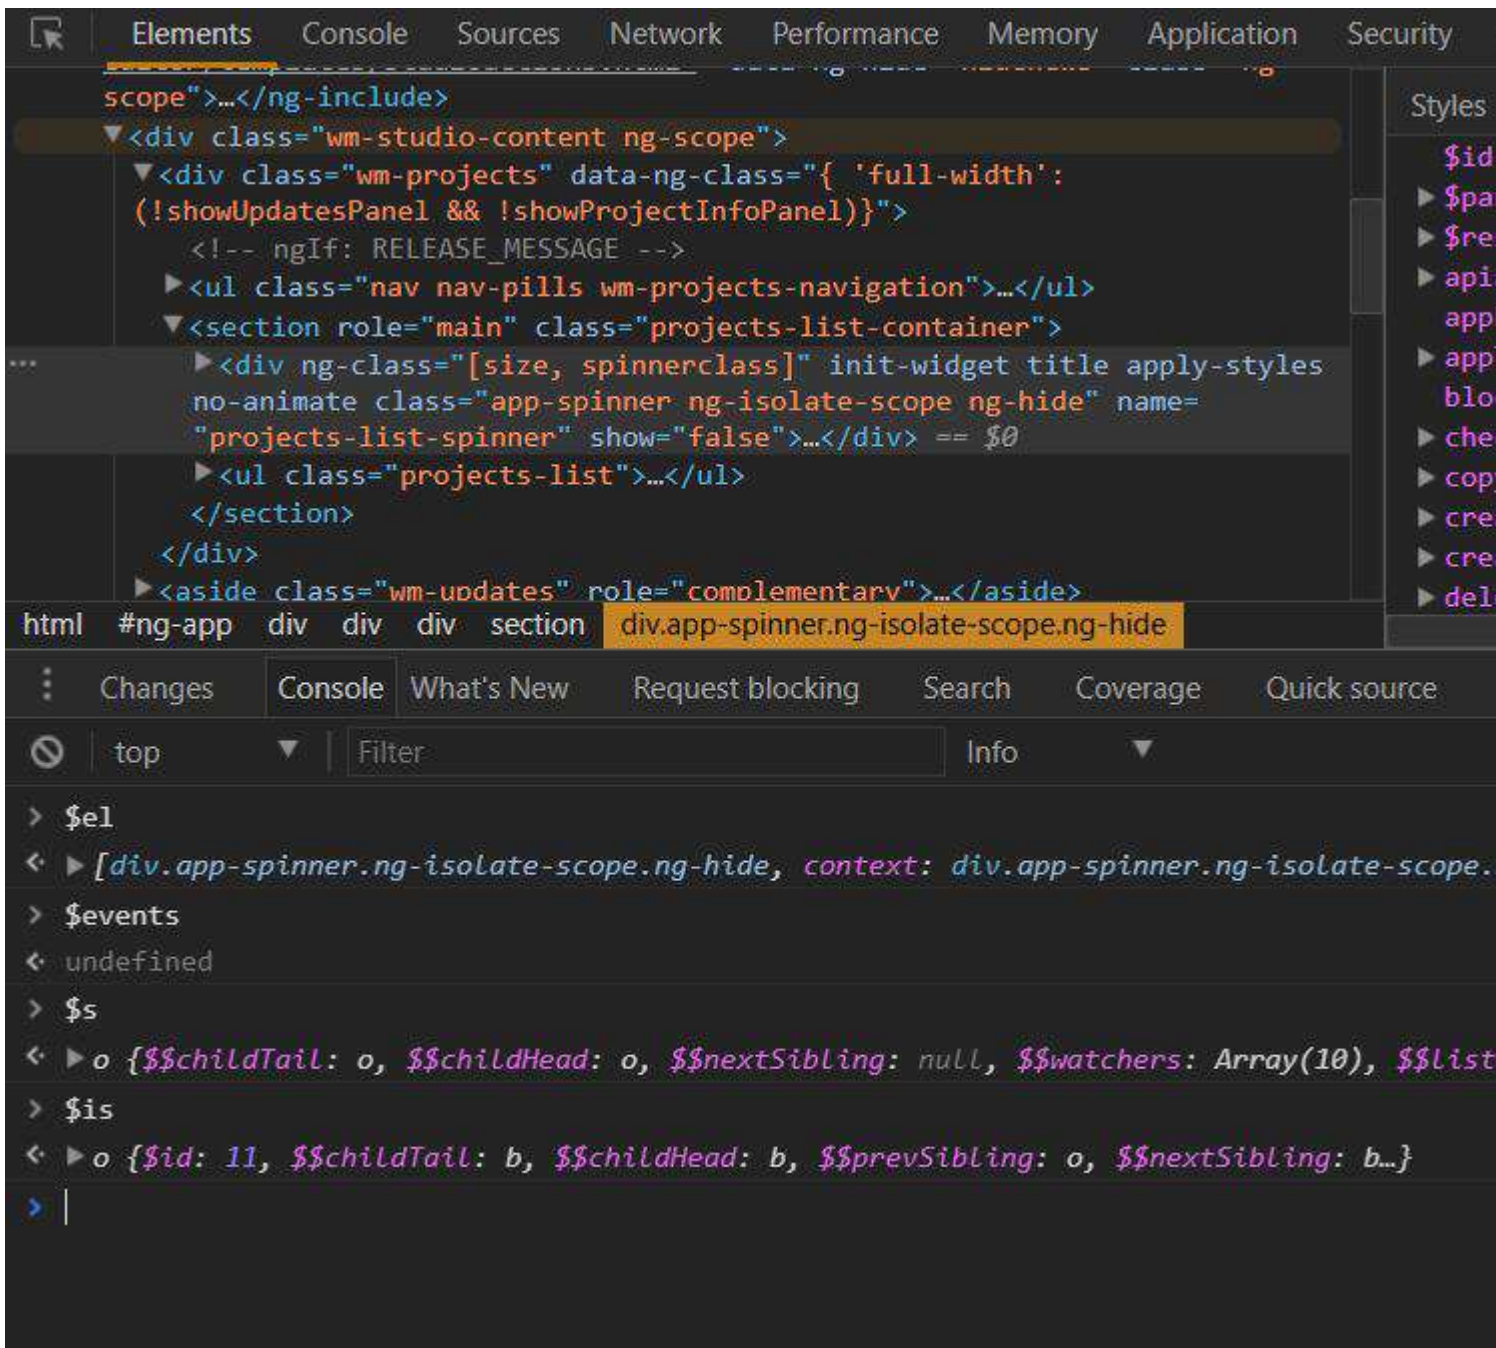 Elements Console Sources Network Performance Memory Application Security
scope">…</ng-include>
▼<div class="wm-studio-content ng-scope">
▼<div class="wm-projects" data-ng-class="{ 'full-width':
(!showUpdatesPanel && !showProjectInfoPanel)}">
<!-- ngIf: RELEASE_MESSAGE -->
▶<ul class="nav nav-pills wm-projects-navigation">…</ul>
▼<section role="main" class="projects-list-container">
… ▶<div ng-class="[size, spinnerclass]" init-widget title apply-styles
no-animate class="app-spinner ng-isolate-scope ng-hide" name=
"projects-list-spinner" show="false">…</div> == $0
▶<ul class="projects-list">…</ul>
</section>
</div>
▶<aside class="wm-updates" role="complementary">…</aside>
html #ng-app div div div section div.app-spinner.ng-isolate-scope.ng-hide
Styles
$id
▶ $pa
▶ $re
▶ api
app
▶ app
blo
▶ che
▶ cop
▶ cre
▶ cre
▶ del
Changes Console What's New Request blocking Search Coverage Quick source
top ▼ Filter Info ▼
> $el
▶ [div.app-spinner.ng-isolate-scope.ng-hide, context: div.app-spinner.ng-isolate-scope.
> $events
undefined
> $s
▶ o {$$childTail: o, $$childHead: o, $$nextSibling: null, $$watchers: Array(10), $$list
> $is
▶ o {$id: 11, $$childTail: b, $$childHead: b, $$prevSibling: o, $$nextSibling: b…}
>